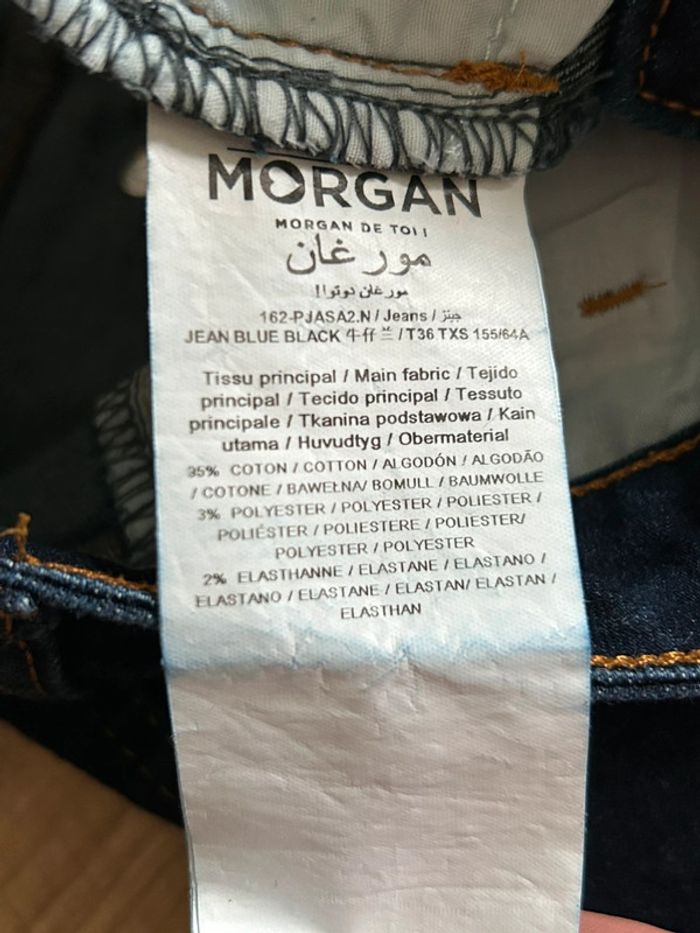 MORGAN
MORGAN DE TOI !
مورغان
مورغان دوتوا!!
162-PJASA2.N / Jeans / جينز
JEAN BLUE BLACK 牛仔 / T36 TXS 155/64A
Tissu principal / Main fabric / Tejido
principal / Tecido principal / Tessuto
principale / Tkanina podstawowa / Kain
utama / Huvudtyg / Obermaterial
35% COTON / COTTON / ALGODÓN / ALGODÃO
/ COTONE / BAWEŁNA/ BOMULL / BAUMWOLLE
3% POLYESTER / POLYESTER / POLIESTER /
POLIÉSTER / POLIESTERE / POLIESTER/
POLYESTER / POLYESTER
2% ELASTHANNE / ELASTANE / ELASTANO /
ELASTANO / ELASTANE / ELASTAN/ ELASTAN /
ELASTHAN